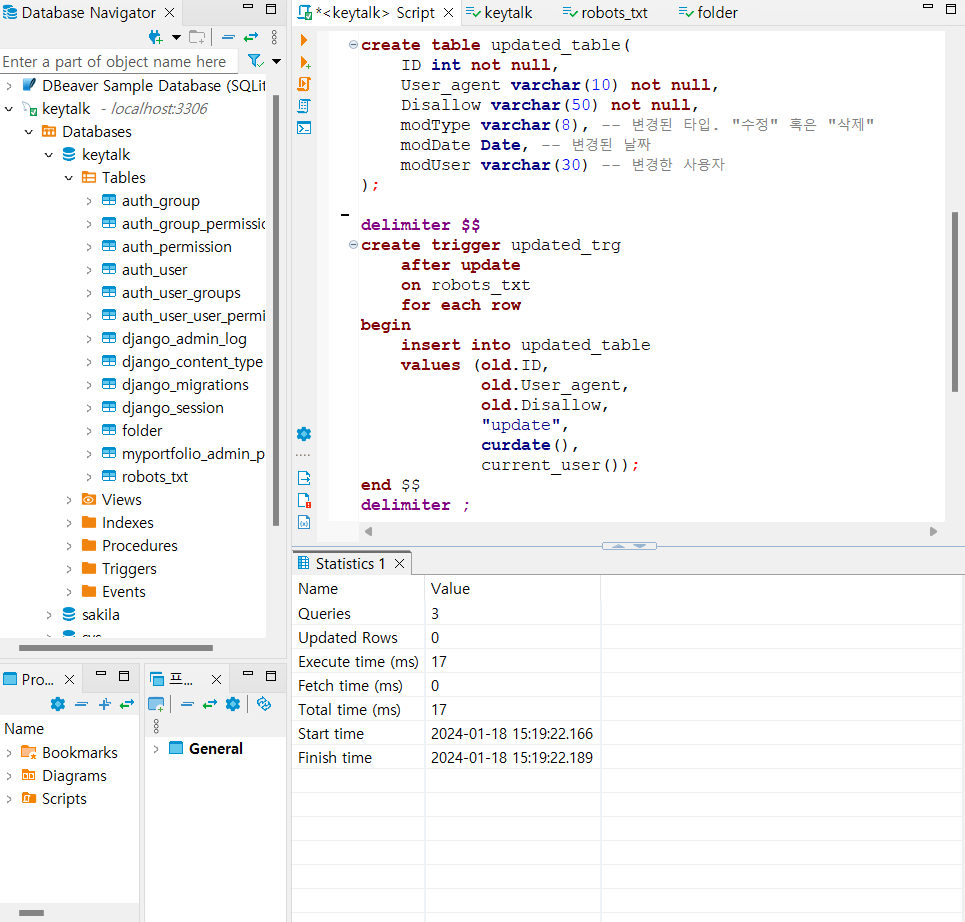 Database Navigator
Enter a part of object name here
DBeaver Sample Database (SQLit
keytalk - localhost:3306
Databases
keytalk
Tables
auth_group
auth_group_permissic
auth_permission
auth_user
auth_user_groups
auth_user_user_permi
django_admin_log
django_content_type
django_migrations
django_session
folder
myportfolio_admin_p
robots_txt
Views
Indexes
Procedures
Triggers
Events
sakila
Pro...
Name
Bookmarks
Diagrams
Scripts
프...
General
*<keytalk> Script
keytalk
robots_txt
folder
create table updated_table(
ID int not null,
User_agent varchar(10) not null,
Disallow varchar(50) not null,
modType varchar(8), -- 변경된 타입. "수정" 혹은 "삭제"
modDate Date, -- 변경된 날짜
modUser varchar(30) -- 변경한 사용자
);
delimiter $$
create trigger updated_trg
after update
on robots_txt
for each row
begin
insert into updated_table
values (old.ID,
old.User_agent,
old.Disallow,
"update",
curdate(),
current_user());
end $$
delimiter ;
Statistics 1
Name Value
Queries 3
Updated Rows 0
Execute time (ms) 17
Fetch time (ms) 0
Total time (ms) 17
Start time 2024-01-18 15:19:22.166
Finish time 2024-01-18 15:19:22.189